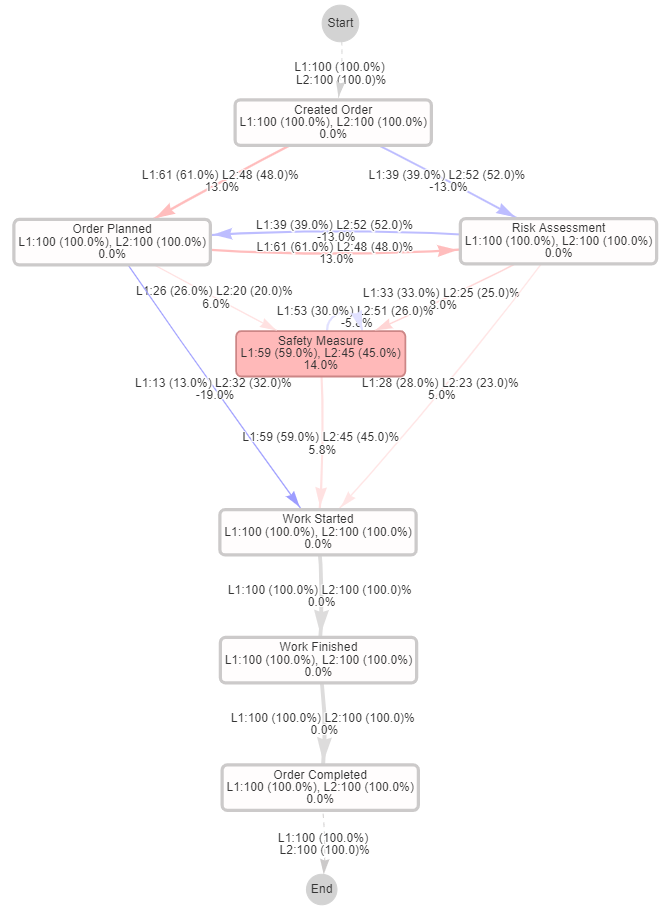 Start
L1:100 (100.0%)
L2:100 (100.0)%
Created Order
L1:100 (100.0%), L2:100 (100.0%)
0.0%
L1:61 (61.0%) L2:48 (48.0)%
13.0%
L1:39 (39.0%) L2:52 (52.0)%
-13.0%
Order Planned
L1:100 (100.0%), L2:100 (100.0%)
0.0%
L1:39 (39.0%) L2:52 (52.0)%
-13.0%
L1:61 (61.0%) L2:48 (48.0)%
13.0%
Risk Assessment
L1:100 (100.0%), L2:100 (100.0%)
0.0%
L1:26 (26.0%) L2:20 (20.0)%
6.0%
L1:33 (33.0%) L2:25 (25.0)%
8.0%
L1:53 (30.0%) L2:51 (26.0)%
Safety Measure
L1:59 (59.0%), L2:45 (45.0%)
14.0%
L1:13 (13.0%) L2:32 (32.0)%
-19.0%
L1:28 (28.0%) L2:23 (23.0)%
5.0%
L1:59 (59.0%) L2:45 (45.0)%
5.8%
Work Started
L1:100 (100.0%), L2:100 (100.0%)
0.0%
L1:100 (100.0%) L2:100 (100.0)%
0.0%
Work Finished
L1:100 (100.0%), L2:100 (100.0%)
0.0%
L1:100 (100.0%) L2:100 (100.0)%
0.0%
Order Completed
L1:100 (100.0%), L2:100 (100.0%)
0.0%
L1:100 (100.0%)
L2:100 (100.0)%
End